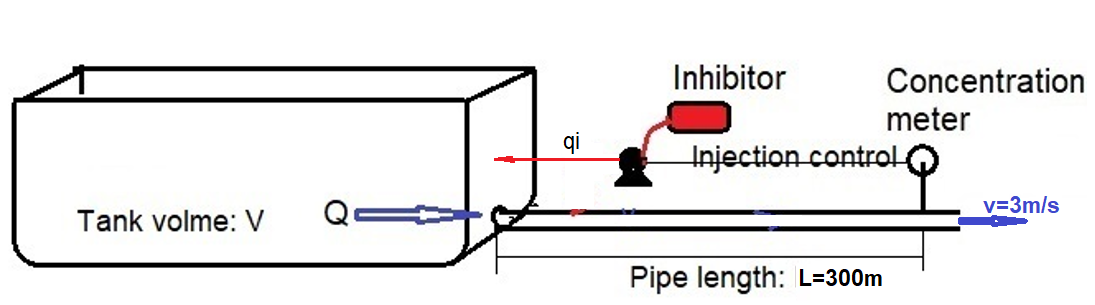 Inhibitor
Concentration
meter
qi
Injection control
Tank volme: V
Q
v=3m/s
Pipe length: L=300m